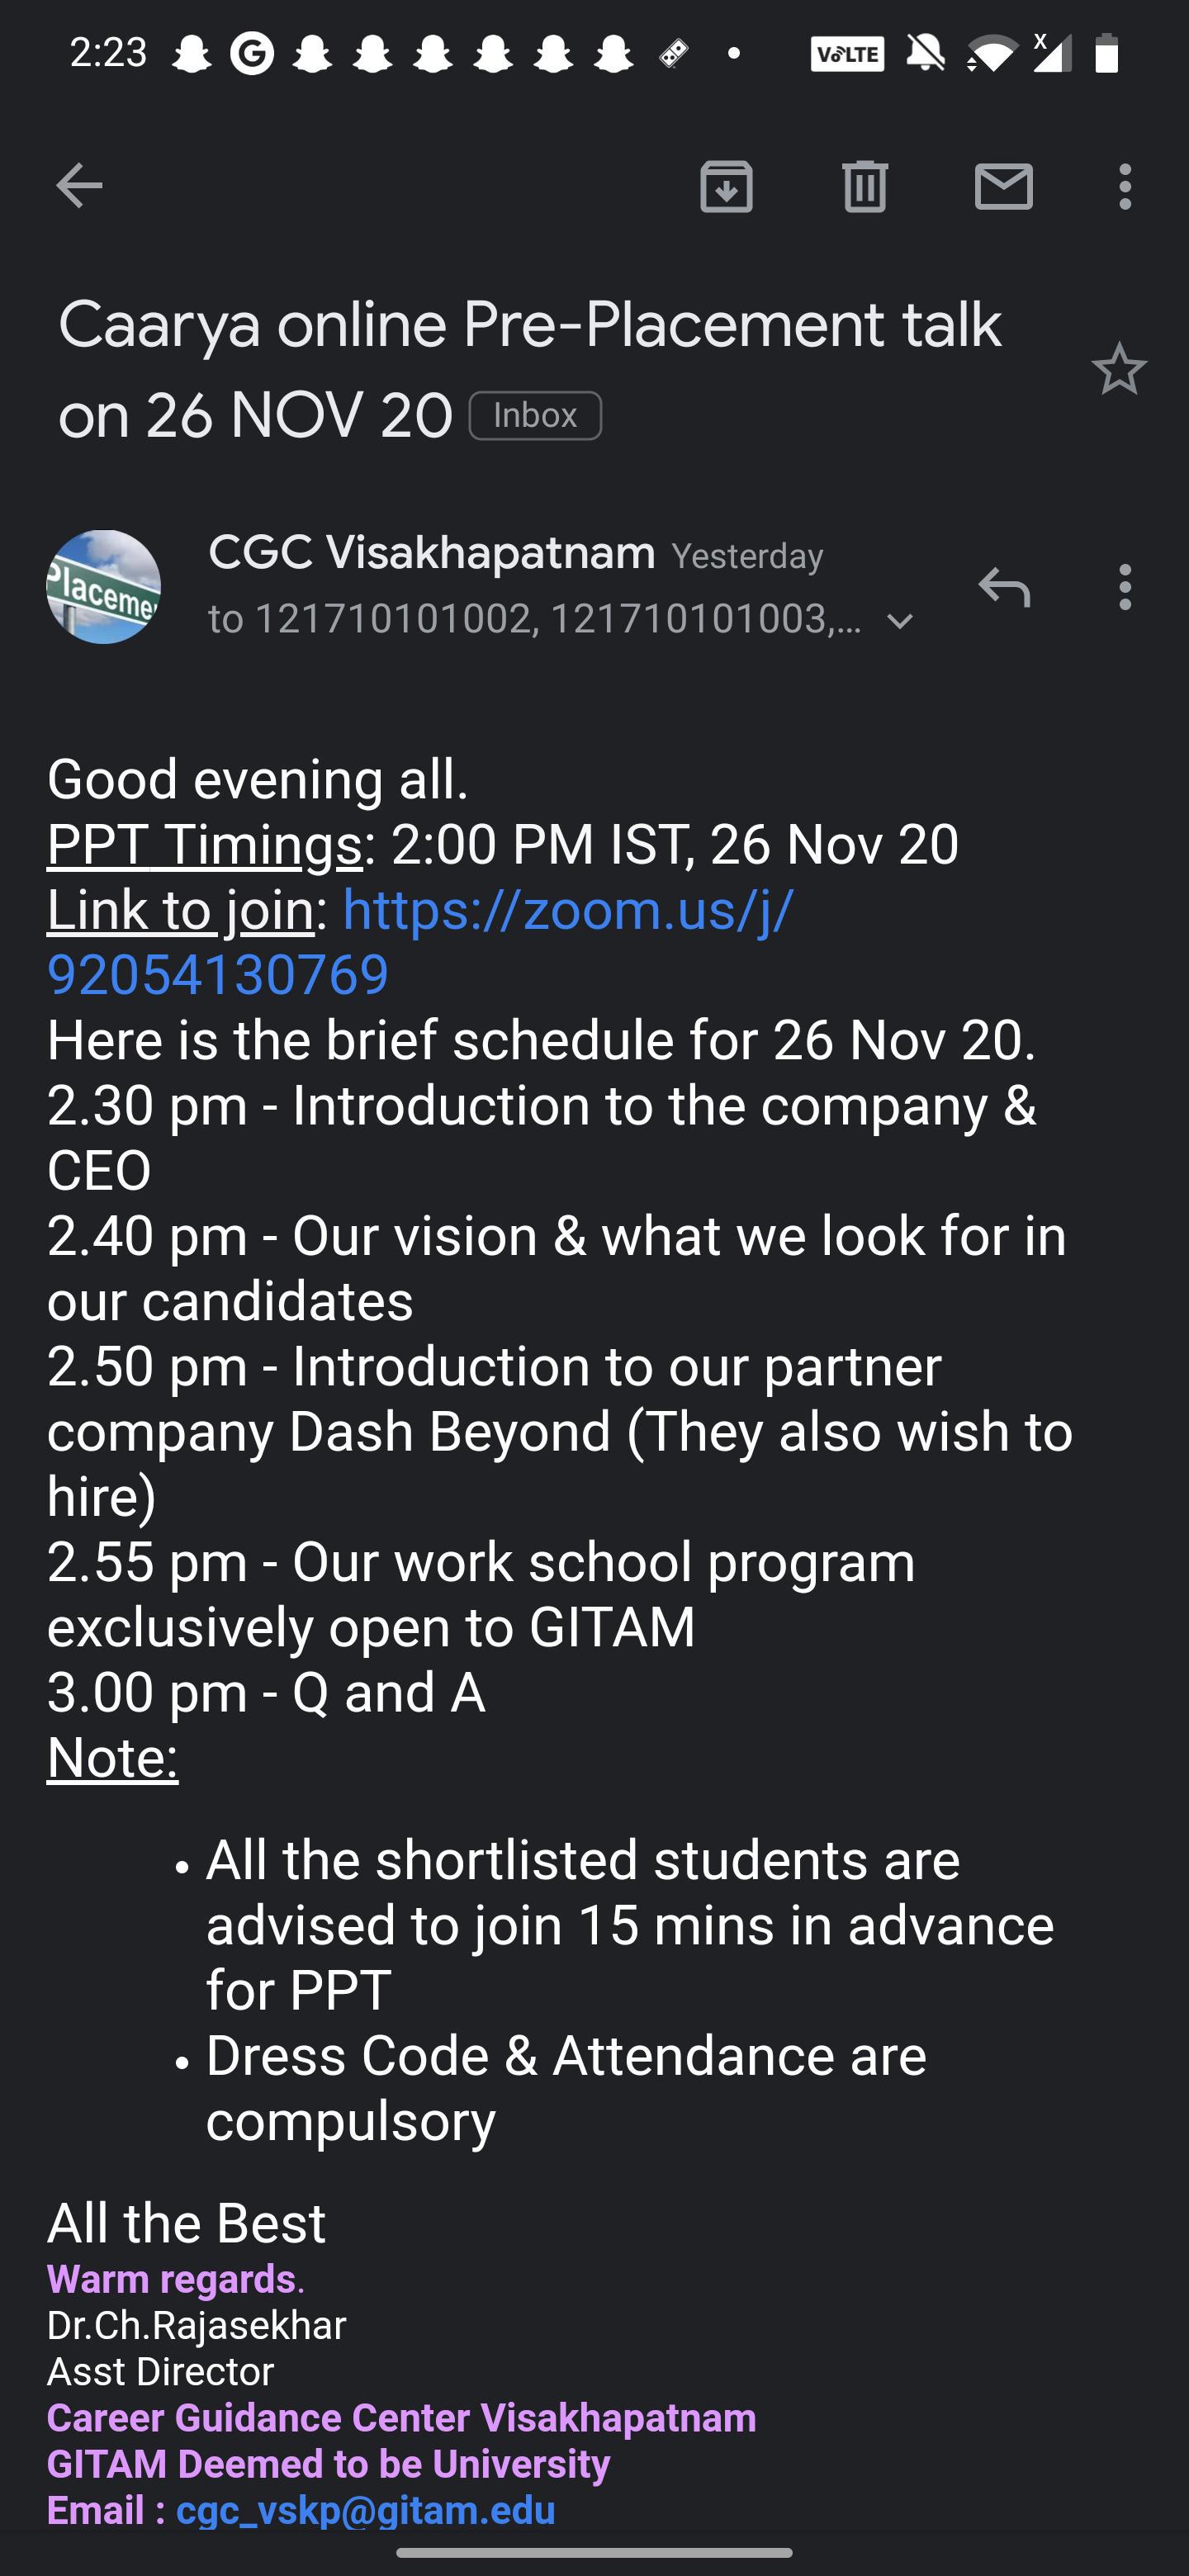 2:23
G
VoLTE
X
Caarya online Pre-Placement talk
on 26 NOV 20 Inbox
Placeme
CGC Visakhapatnam Yesterday
to 121710101002, 121710101003,...
Good evening all.
PPT Timings: 2:00 PM IST, 26 Nov 20
Link to join: https://zoom.us/j/
92054130769
Here is the brief schedule for 26 Nov 20.
2.30 pm - Introduction to the company &
CEO
2.40 pm - Our vision & what we look for in
our candidates
2.50 pm - Introduction to our partner
company Dash Beyond (They also wish to
hire)
2.55 pm - Our work school program
exclusively open to GITAM
3.00 pm - Q and A
Note:
• All the shortlisted students are
advised to join 15 mins in advance
for PPT
• Dress Code & Attendance are
compulsory
All the Best
Warm regards.
Dr.Ch.Rajasekhar
Asst Director
Career Guidance Center Visakhapatnam
GITAM Deemed to be University
Email : cgc_vskp@gitam.edu